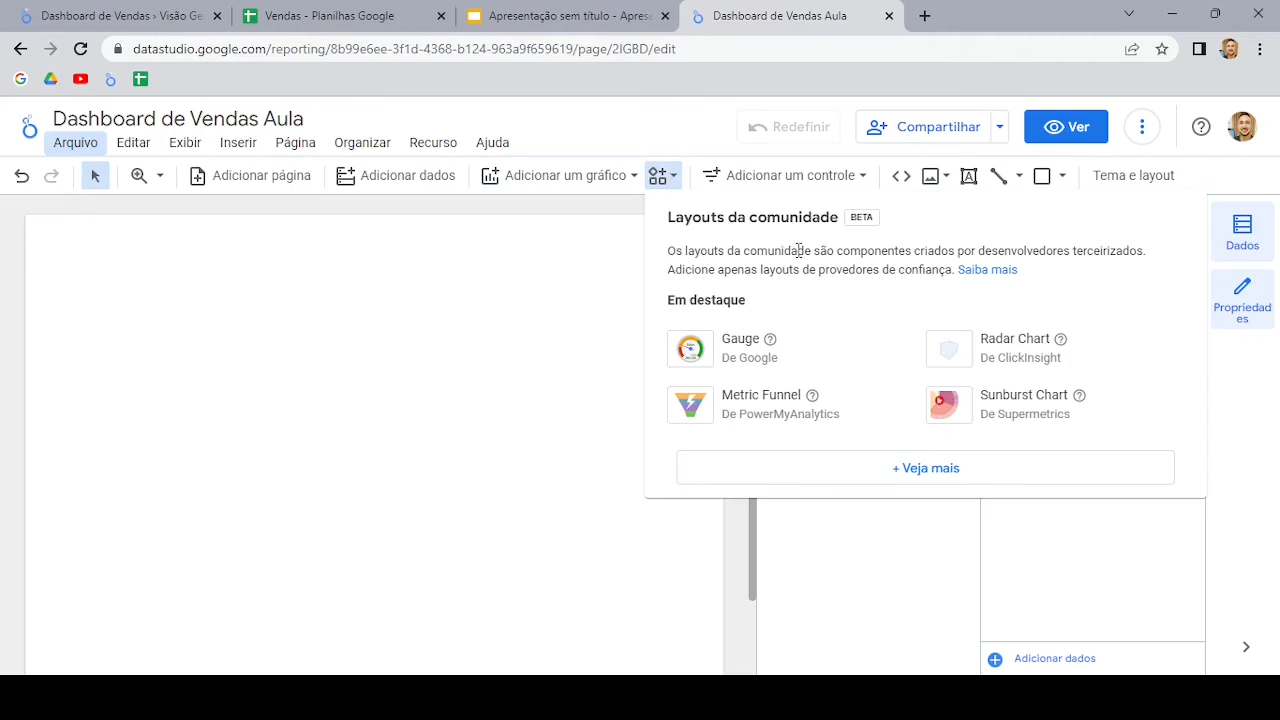 Dashboard de Vendas › Visão Ge
Vendas - Planilhas Google
Apresentação sem título - Aprese
Dashboard de Vendas Aula
datastudio.google.com/reporting/8b99e6ee-3f1d-4368-b124-963a9f659619/page/2IGBD/edit
Dashboard de Vendas Aula
Redefinir
Compartilhar
Ver
Arquivo Editar Exibir Inserir Página Organizar Recurso Ajuda
Adicionar página
Adicionar dados
Adicionar um gráfico
Adicionar um controle
Tema e layout
Layouts da comunidade BETA
Os layouts da comunidade são componentes criados por desenvolvedores terceirizados.
Adicione apenas layouts de provedores de confiança. Saiba mais
Em destaque
Gauge
De Google
Radar Chart
De ClickInsight
Metric Funnel
De PowerMyAnalytics
Sunburst Chart
De Supermetrics
+ Veja mais
Dados
Propriedad
es
Adicionar dados